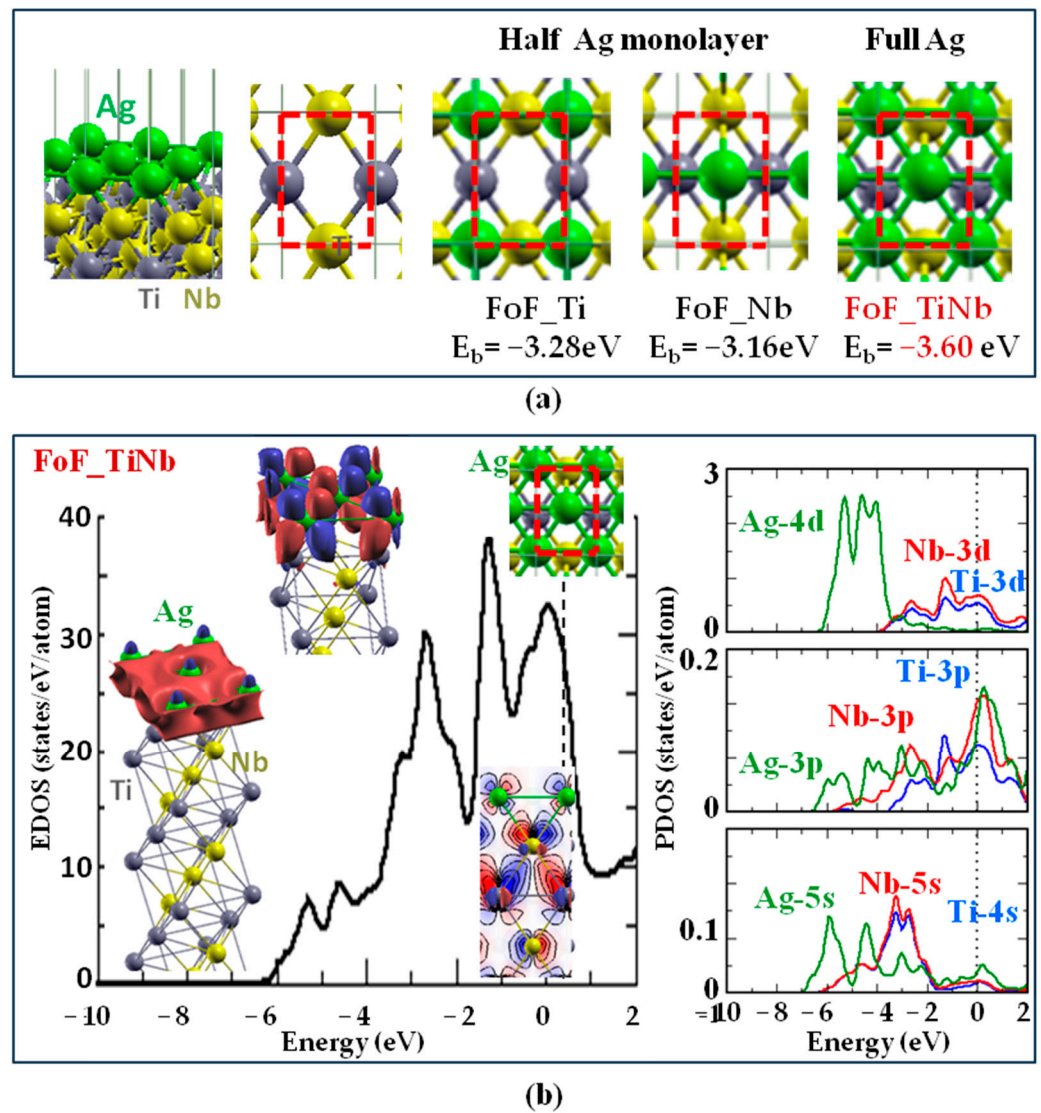 Half Ag monolayer Full Ag
Ag
Ti
Ti Nb
FoF_Ti FoF_Nb FoF_TiNb
E_b= −3.28eV E_b= −3.16eV E_b= −3.60 eV
(a)
FoF_TiNb
Ag
Ag
Nb
Ti
EDOS (states/eV/atom)
40
30
20
10
0
−10 −8 −6 −4 −2 0 2
Energy (eV)
PDOS (states/eV/atom)
3
0
Ag-4d
Nb-3d
Ti-3d
0.2
0
Ti-3p
Nb-3p
Ag-3p
0.1
0
Ag-5s
Nb-5s
Ti-4s
=110 −8 −6 −4 −2 0 2
Energy (eV)
(b)